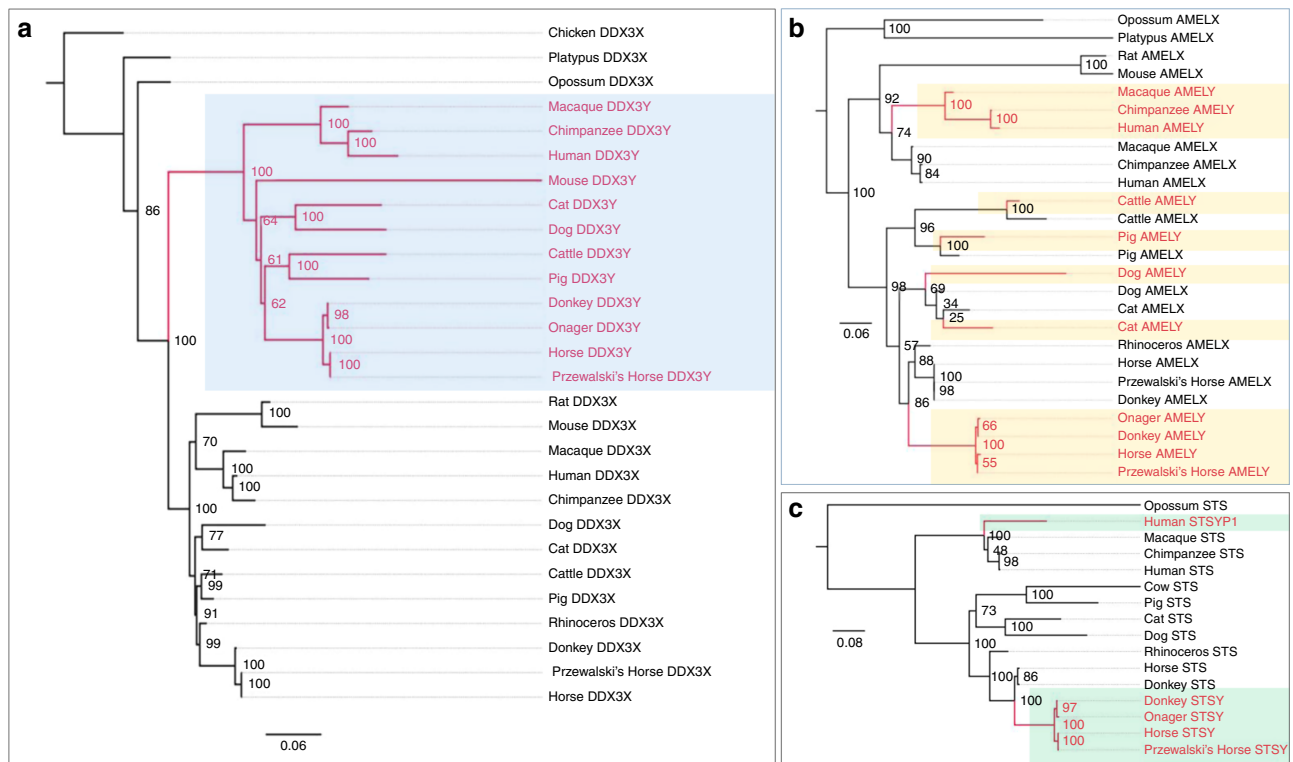 a
Chicken DDX3X
Platypus DDX3X
Opossum DDX3X
Macaque DDX3Y
100
Chimpanzee DDX3Y
100
Human DDX3Y
100
Mouse DDX3Y
Cat DDX3Y
86
64
100
Dog DDX3Y
Cattle DDX3Y
61
100
Pig DDX3Y
62
Donkey DDX3Y
98
Onager DDX3Y
100
100
Horse DDX3Y
100
Przewalski's Horse DDX3Y
Rat DDX3X
100
Mouse DDX3X
70
Macaque DDX3X
100
Human DDX3X
100
Chimpanzee DDX3X
100
Dog DDX3X
77
Cat DDX3X
Cattle DDX3X
71
99
Pig DDX3X
91
Rhinoceros DDX3X
99
Donkey DDX3X
100
Przewalski's Horse DDX3X
100
Horse DDX3X
0.06
b
Opossum AMELX
100
Platypus AMELX
Rat AMELX
100
Mouse AMELX
92
Macaque AMELY
100
Chimpanzee AMELY
100
Human AMELY
74
Macaque AMELX
90
Chimpanzee AMELX
84
Human AMELX
100
Cattle AMELY
100
Cattle AMELX
96
Pig AMELY
100
Pig AMELX
Dog AMELY
98
69
Dog AMELX
34
Cat AMELX
25
Cat AMELY
0.06
57
Rhinoceros AMELX
88
Horse AMELX
100
Przewalski's Horse AMELX
98
Donkey AMELX
86
Onager AMELY
66
Donkey AMELY
100
Horse AMELY
55
Przewalski's Horse AMELY
c
Opossum STS
Human STSYP1
100
Macaque STS
48
Chimpanzee STS
98
Human STS
Cow STS
100
Pig STS
73
Cat STS
100
Dog STS
100
Rhinoceros STS
Horse STS
100
86
Donkey STS
100
Donkey STSY
97
Onager STSY
100
Horse STSY
100
Przewalski's Horse STSY
0.08